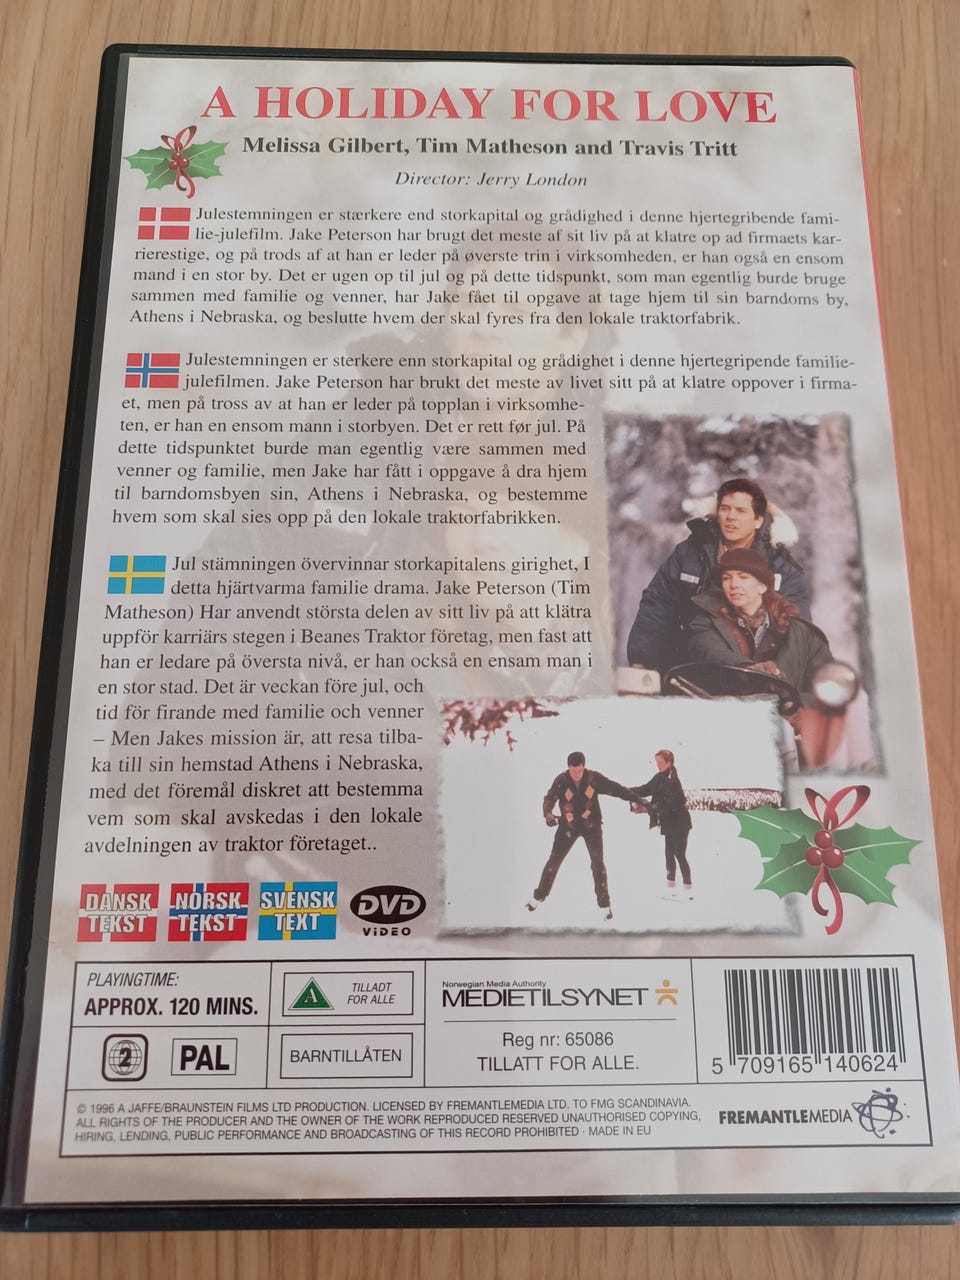 A HOLIDAY FOR LOVE
Melissa Gilbert, Tim Matheson and Travis Tritt
Director: Jerry London
Julestemningen er stærkere end storkapital og grådighed i denne hjertegribende fami-
lie-julefilm. Jake Peterson har brugt det meste af sit liv på at klatre op ad firmaets kar-
rierestige, og på trods af at han er leder på øverste trin i virksomheden, er han også en ensom
mand i en stor by. Det er ugen op til jul og på dette tidspunkt, som man egentlig burde bruge
sammen med familie og venner, har Jake fået til opgave at tage hjem til sin barndoms by,
Athens i Nebraska, og beslutte hvem der skal fyres fra den lokale traktorfabrik.
Julestemningen er sterkere enn storkapital og grådighet i denne hjertegripende familie-
julefilmen. Jake Peterson har brukt det meste av livet sitt på at klatre oppover i firma-
et, men på tross av at han er leder på topplan i virksomhe-
ten, er han en ensom mann i storbyen. Det er rett før jul. På
dette tidspunktet burde man egentlig være sammen med
venner og familie, men Jake har fått i oppgave å dra hjem
til barndomsbyen sin, Athens i Nebraska, og bestemme
hvem som skal sies opp på den lokale traktorfabrikken.
Jul stämningen övervinnar storkapitalens girighet, I
detta hjärtvarma familie drama. Jake Peterson (Tim
Matheson) Har anvendt största delen av sitt liv på att klätra
uppför karriärs stegen i Beanes Traktor företag, men fast att
han er ledare på översta nivå, er han också en ensam man i
en stor stad. Det är veckan före jul, och
tid för firande med familie och venner
– Men Jakes mission är, att resa tilba-
ka till sin hemstad Athens i Nebraska,
med det föremål diskret att bestemma
vem som skal avskedas i den lokale
avdelningen av traktor företaget..
DANSK TEKST
NORSK TEKST
SVENSK TEXT
DVD
VIDEO
PLAYINGTIME:
APPROX. 120 MINS.
2
PAL
A
TILLADT
FOR ALLE
BARNTILLÅTEN
Norwegian Media Authority
MEDIETILSYNET
Reg nr: 65086
TILLATT FOR ALLE.
5 709165 140624
© 1996 A JAFFE/BRAUNSTEIN FILMS LTD PRODUCTION. LICENSED BY FREMANTLEMEDIA LTD. TO FMG SCANDINAVIA.
ALL RIGHTS OF THE PRODUCER AND THE OWNER OF THE WORK REPRODUCED RESERVED UNAUTHORISED COPYING,
HIRING, LENDING, PUBLIC PERFORMANCE AND BROADCASTING OF THIS RECORD PROHIBITED · MADE IN EU
FREMANTLEMEDIA